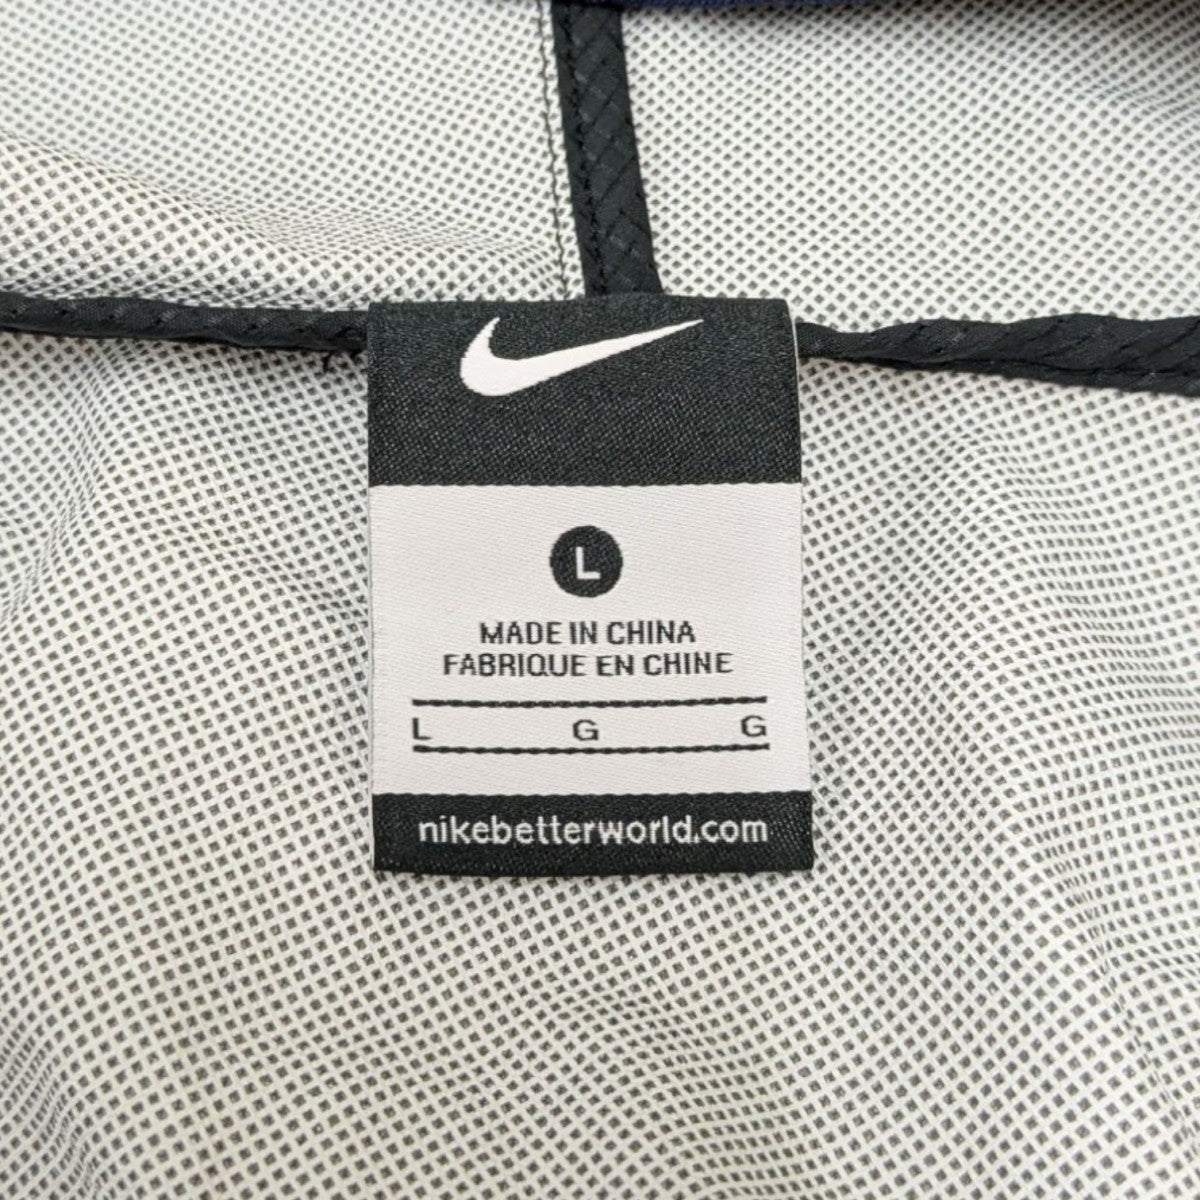 L
MADE IN CHINA
FABRIQUE EN CHINE
L G G
nikebetterworld.com